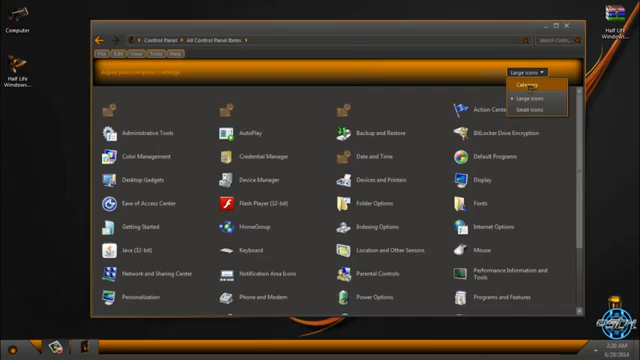 Computer
Half Life
Windows...
Half Life
Windows...
Control Panel
All Control Panel Items
Search Contr...
File
Edit
View
Tools
Help
Adjust your computer's settings
Large icons
Category
Large icons
Small icons
Action Center
Administrative Tools
AutoPlay
Backup and Restore
BitLocker Drive Encryption
Color Management
Credential Manager
Date and Time
Default Programs
Desktop Gadgets
Device Manager
Devices and Printers
Display
Ease of Access Center
Flash Player (32-bit)
Folder Options
Fonts
Getting Started
HomeGroup
Indexing Options
Internet Options
Java (32-bit)
Keyboard
Location and Other Sensors
Mouse
Network and Sharing Center
Notification Area Icons
Parental Controls
Performance Information
and Tools
Personalization
Phone and Modem
Power Options
Programs and Features
2:20 AM
6/29/2014